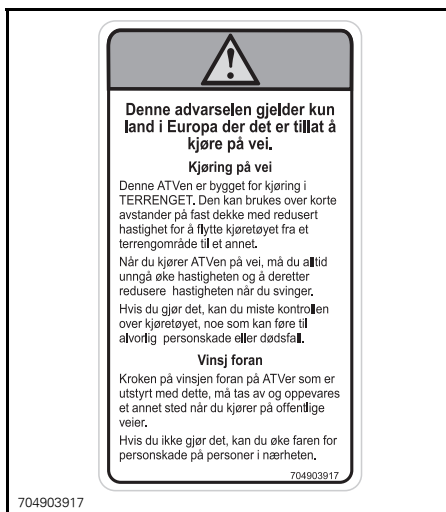 Denne advarselen gjelder kun
land i Europa der det er tillat å
kjøre på vei.
Kjøring på vei
Denne ATVen er bygget for kjøring i
TERRENGET. Den kan brukes over korte
avstander på fast dekke med redusert
hastighet for å flytte kjøretøyet fra et
terrengområde til et annet.
Når du kjører ATVen på vei, må du alltid
unngå øke hastigheten og å deretter
redusere hastigheten når du svinger.
Hvis du gjør det, kan du miste kontrollen
over kjøretøyet, noe som kan føre til
alvorlig personskade eller dødsfall.
Vinsj foran
Kroken på vinsjen foran på ATVer som er
utstyrt med dette, må tas av og oppevares
et annet sted når du kjører på offentlige
veier.
Hvis du ikke gjør det, kan du øke faren for
personskade på personer i nærheten.
704903917
704903917